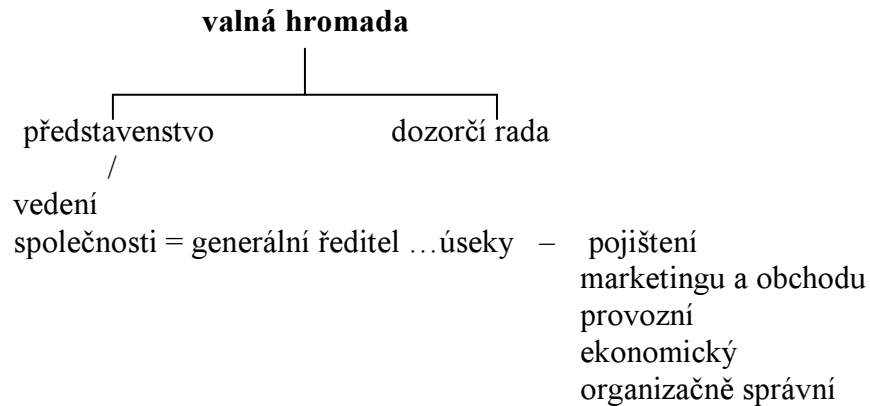 valná hromada
představenstvo dozorčí rada
/
vedení
společnosti = generální ředitel …úseky – pojištění
marketingu a obchodu
provozní
ekonomický
organizačně správní